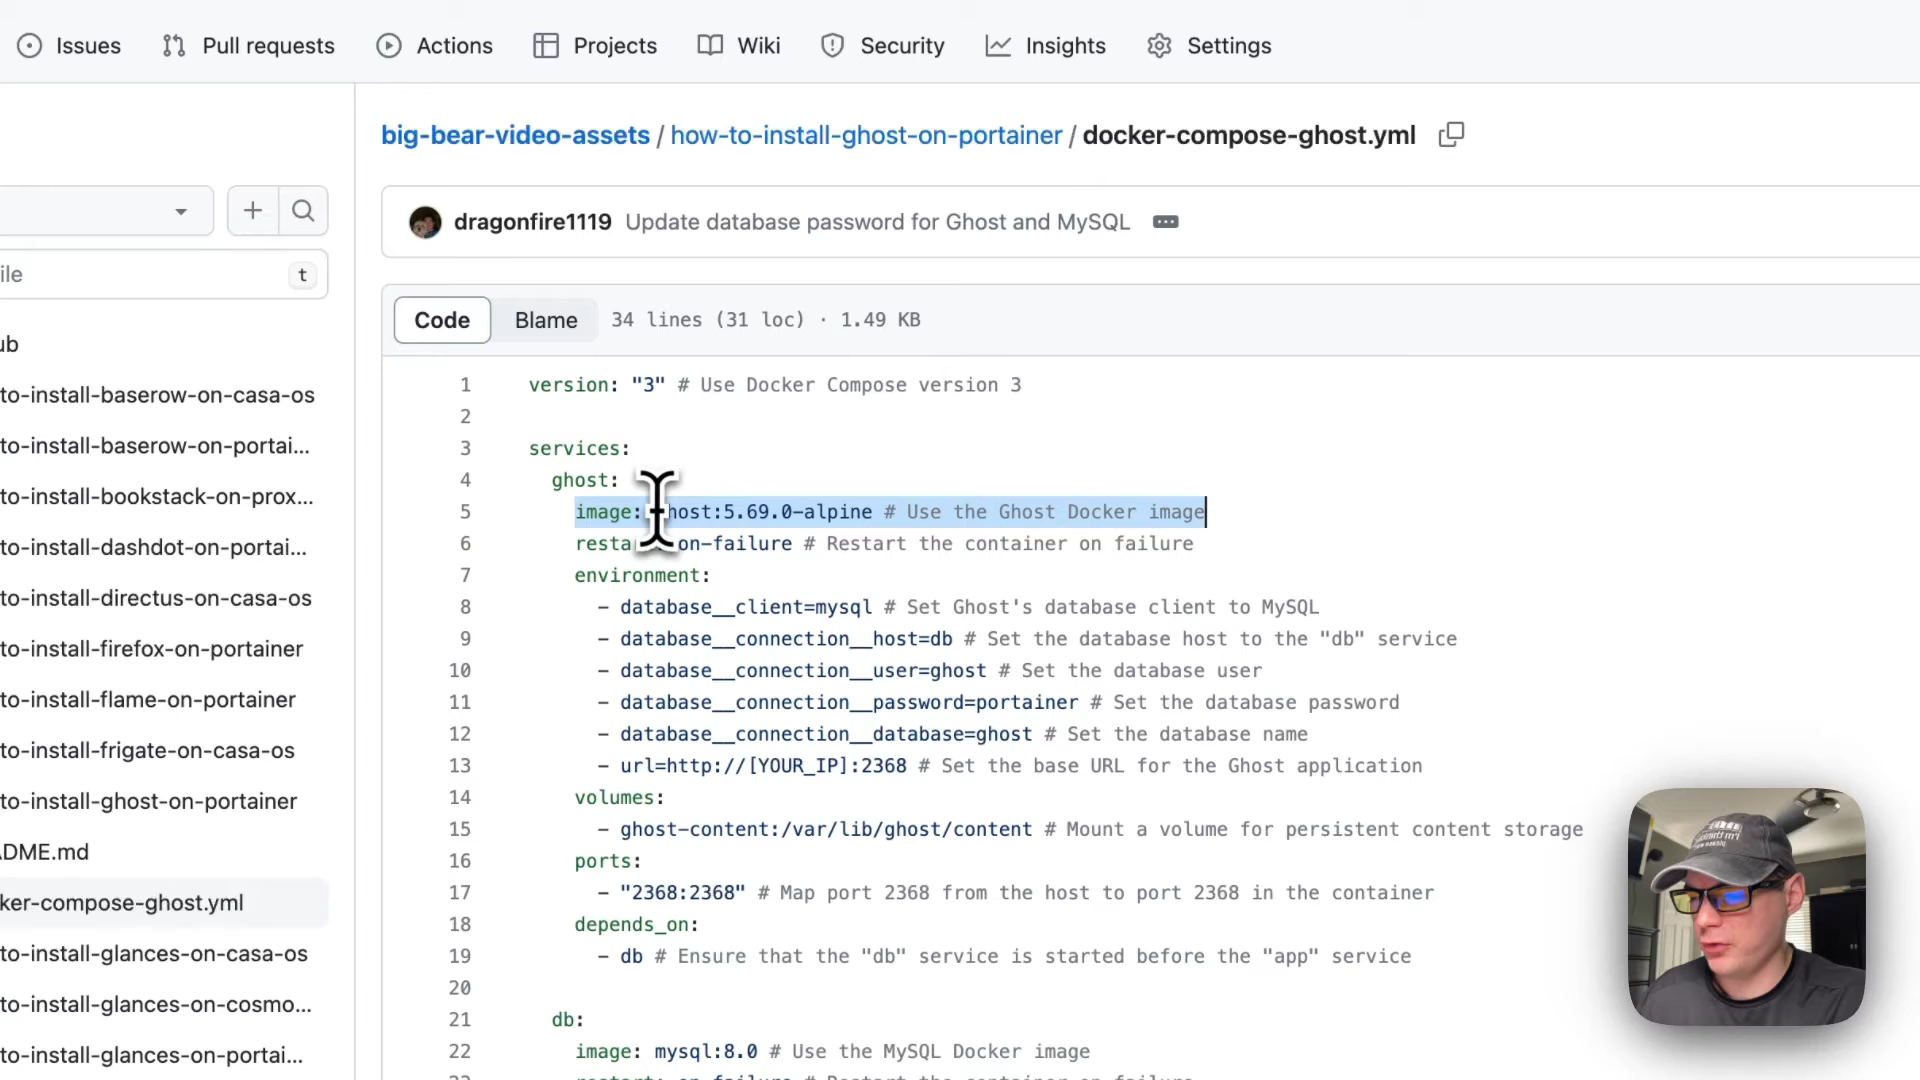 Issues Pull requests Actions Projects Wiki Security Insights Settings
big-bear-video-assets / how-to-install-ghost-on-portainer / docker-compose-ghost.yml
dragonfire1119 Update database password for Ghost and MySQL
ile t
Code Blame 34 lines (31 loc) · 1.49 KB
ub
to-install-baserow-on-casa-os
to-install-baserow-on-portai...
to-install-bookstack-on-prox...
to-install-dashdot-on-portai...
to-install-directus-on-casa-os
to-install-firefox-on-portainer
to-install-flame-on-portainer
to-install-frigate-on-casa-os
to-install-ghost-on-portainer
DME.md
ker-compose-ghost.yml
to-install-glances-on-casa-os
to-install-glances-on-cosmo...
to-install-glances-on-portai...
1 version: "3" # Use Docker Compose version 3
2
3 services:
4 ghost:
5 image: host:5.69.0-alpine # Use the Ghost Docker image
6 resta on-failure # Restart the container on failure
7 environment:
8 - database__client=mysql # Set Ghost's database client to MySQL
9 - database__connection__host=db # Set the database host to the "db" service
10 - database__connection__user=ghost # Set the database user
11 - database__connection__password=portainer # Set the database password
12 - database__connection__database=ghost # Set the database name
13 - url=http://[YOUR_IP]:2368 # Set the base URL for the Ghost application
14 volumes:
15 - ghost-content:/var/lib/ghost/content # Mount a volume for persistent content storage
16 ports:
17 - "2368:2368" # Map port 2368 from the host to port 2368 in the container
18 depends_on:
19 - db # Ensure that the "db" service is started before the "app" service
20
21 db:
22 image: mysql:8.0 # Use the MySQL Docker image